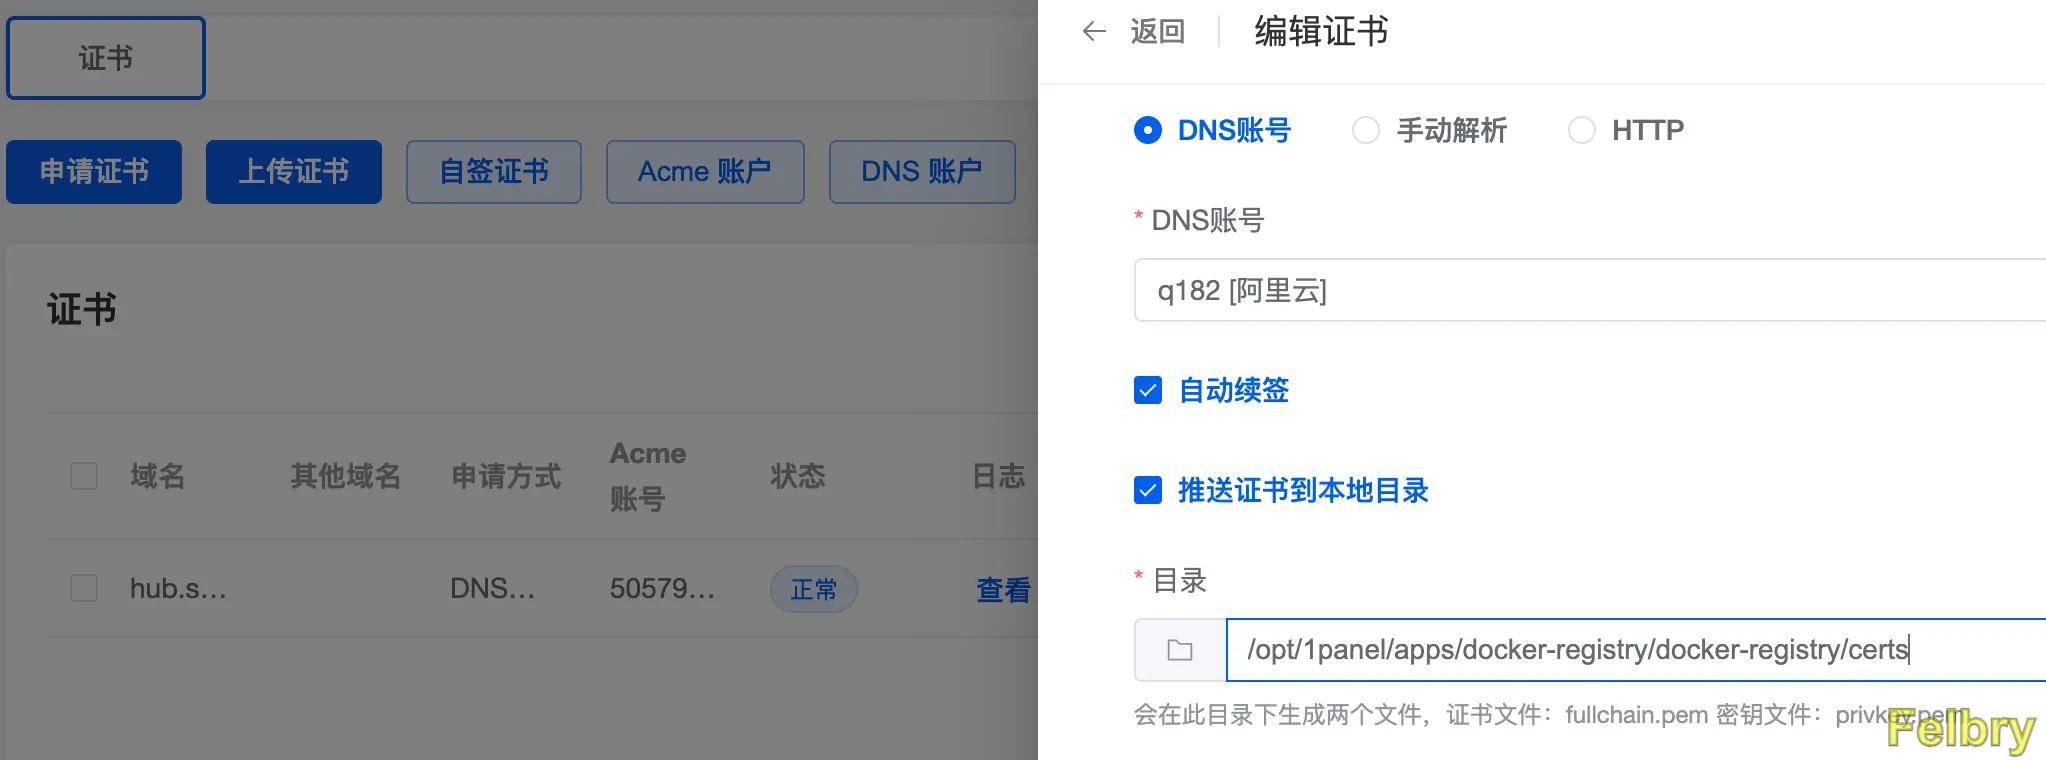 证书
申请证书 上传证书 自签证书 Acme 账户 DNS 账户
证书
域名 其他域名 申请方式 Acme 账号 状态 日志
hub.s... DNS... 50579... 正常 查看
返回 编辑证书
DNS账号 手动解析 HTTP
* DNS账号
q182 [阿里云]
自动续签
推送证书到本地目录
* 目录
/opt/1panel/apps/docker-registry/docker-registry/certs
会在此目录下生成两个文件，证书文件：fullchain.pem 密钥文件：privkey.pem
Felbry